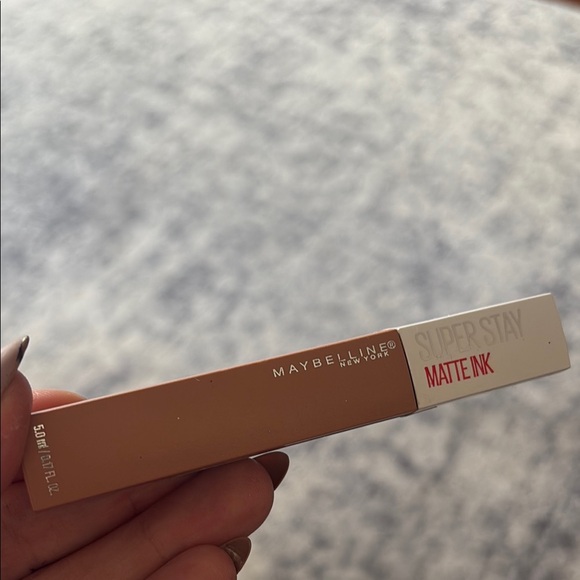 MAYBELLINE®
NEW YORK
SUPER STAY
MATTE INK
5.0 ml / 0.17 FL. OZ.